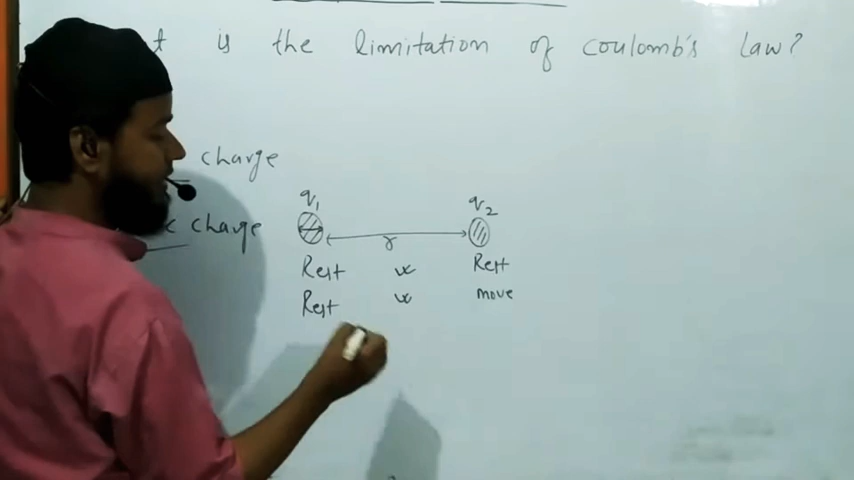 is the limitation of coulomb's law?
charge
c charge
q1 q2
r
Rest Rest
Rest move